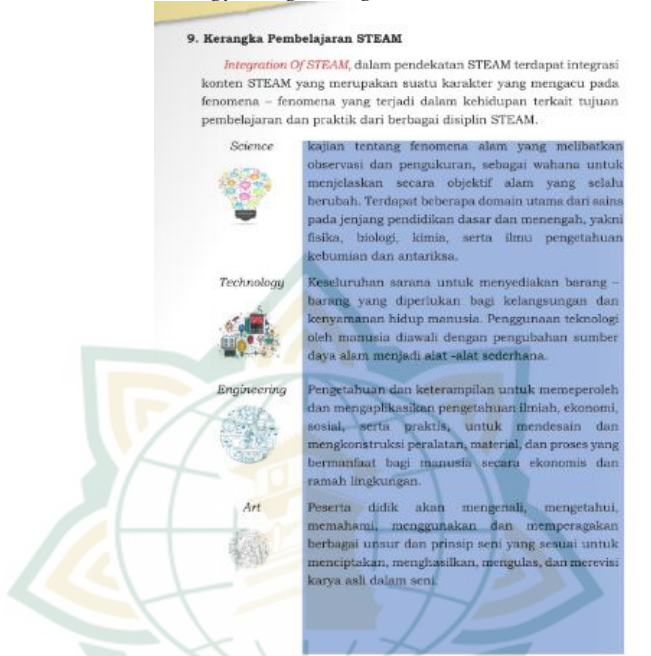 9. Kerangka Pembelajaran STEAM
Integration Of STEAM, dalam pendekatan STEAM terdapat integrasi
konten STEAM yang merupakan suatu karakter yang mengacu pada
fenomena – fenomena yang terjadi dalam kehidupan terkait tujuan
pembelajaran dan praktik dari berbagai disiplin STEAM.
Science
kajian tentang fenomena alam yang melibatkan
observasi dan pengukuran, sebagai wahana untuk
menjelaskan secara objektif alam yang selalu
berubah. Terdapat beberapa domain utama dari sains
pada jenjang pendidikan dasar dan menengah, yakni
fisika, biologi, kimia, serta ilmu pengetahuan
kebumian dan antariksa.
Technology
Keseluruhan sarana untuk menyediakan barang –
barang yang diperlukan bagi kelangsungan dan
kenyamanan hidup manusia. Penggunaan teknologi
oleh manusia diawali dengan pengubahan sumber
daya alam menjadi alat -alat sederhana.
Engineering
Pengetahuan dan keterampilan untuk memeperoleh
dan mengaplikasikan pengetahuan ilmiah, ekonomi,
sosial, serta praktis, untuk mendesain dan
mengkonstruksi peralatan, material, dan proses yang
bermanfaat bagi manusia secara ekonomis dan
ramah lingkungan.
Art
Peserta didik akan mengenali, mengetahui,
memahami, menggunakan dan memperagakan
berbagai unsur dan prinsip seni yang sesuai untuk
menciptakan, menghasilkan, mengulas, dan merevisi
karya asli dalam seni.